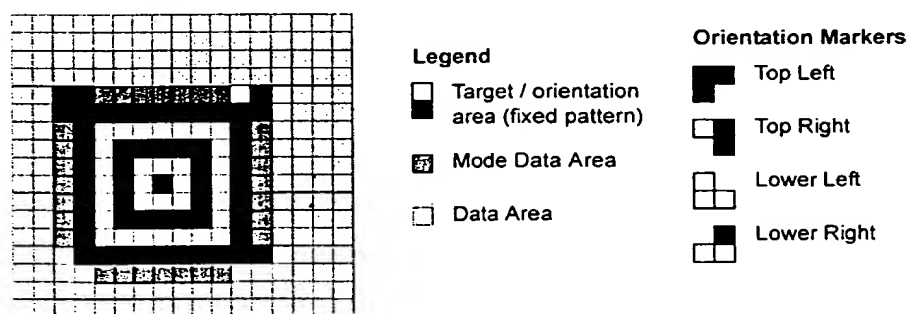 Legend
Target / orientation
area (fixed pattern)
Mode Data Area
Data Area
Orientation Markers
Top Left
Top Right
Lower Left
Lower Right